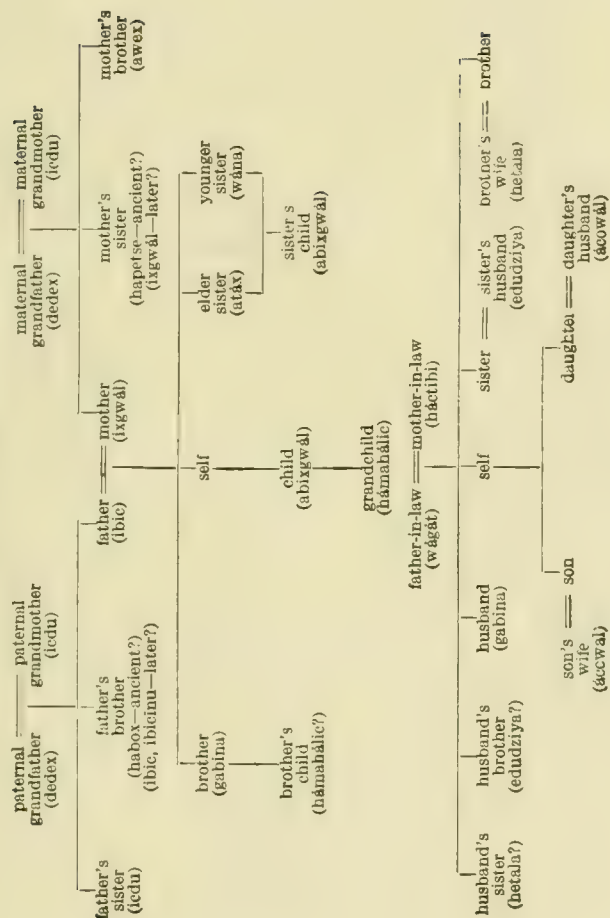 paternal
grandfather
(dedex)
paternal
grandmother
(icdu)
maternal
grandfather
(dedex)
maternal
grandmother
(icdu)
father's
sister
(icdu)
father's
brother
(habox—ancient?)
(ibic, ibicinu—later?)
father
(ibic)
mother
(ixgwál)
mother's
sister
(hapetse—ancient?)
(ixgwál—later?)
mother's
brother
(awex)
brother
(gabina)
self
elder
sister
(atáx)
younger
sister
(wána)
brother's
child
(hámahálic?)
child
(abixgwál)
sister's
child
(abixgwál)
grandchild
(hámahálic)
father-in-law
(wágát)
mother-in-law
(háctibi)
husband's
sister
(hetala?)
husband's
brother
(edudziya?)
husband
(gabina)
self
sister
sister's
husband
(edudziya)
brother's
wife
(hetala)
brother
son's
wife
(áccwal)
son
daughter
daughter's
husband
(ácowál)